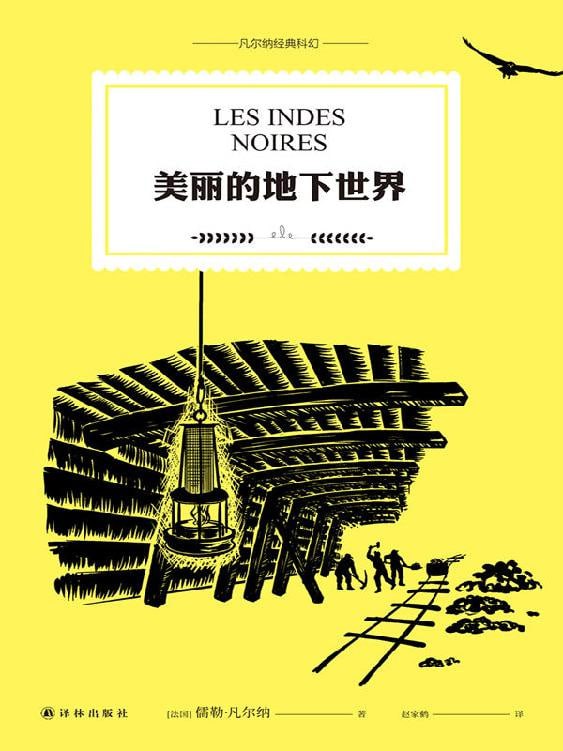 凡尔纳经典科幻
LES INDES
NOIRES
美丽的地下世界
译林出版社 [法国] 儒勒·凡尔纳 著 赵家鹤 译